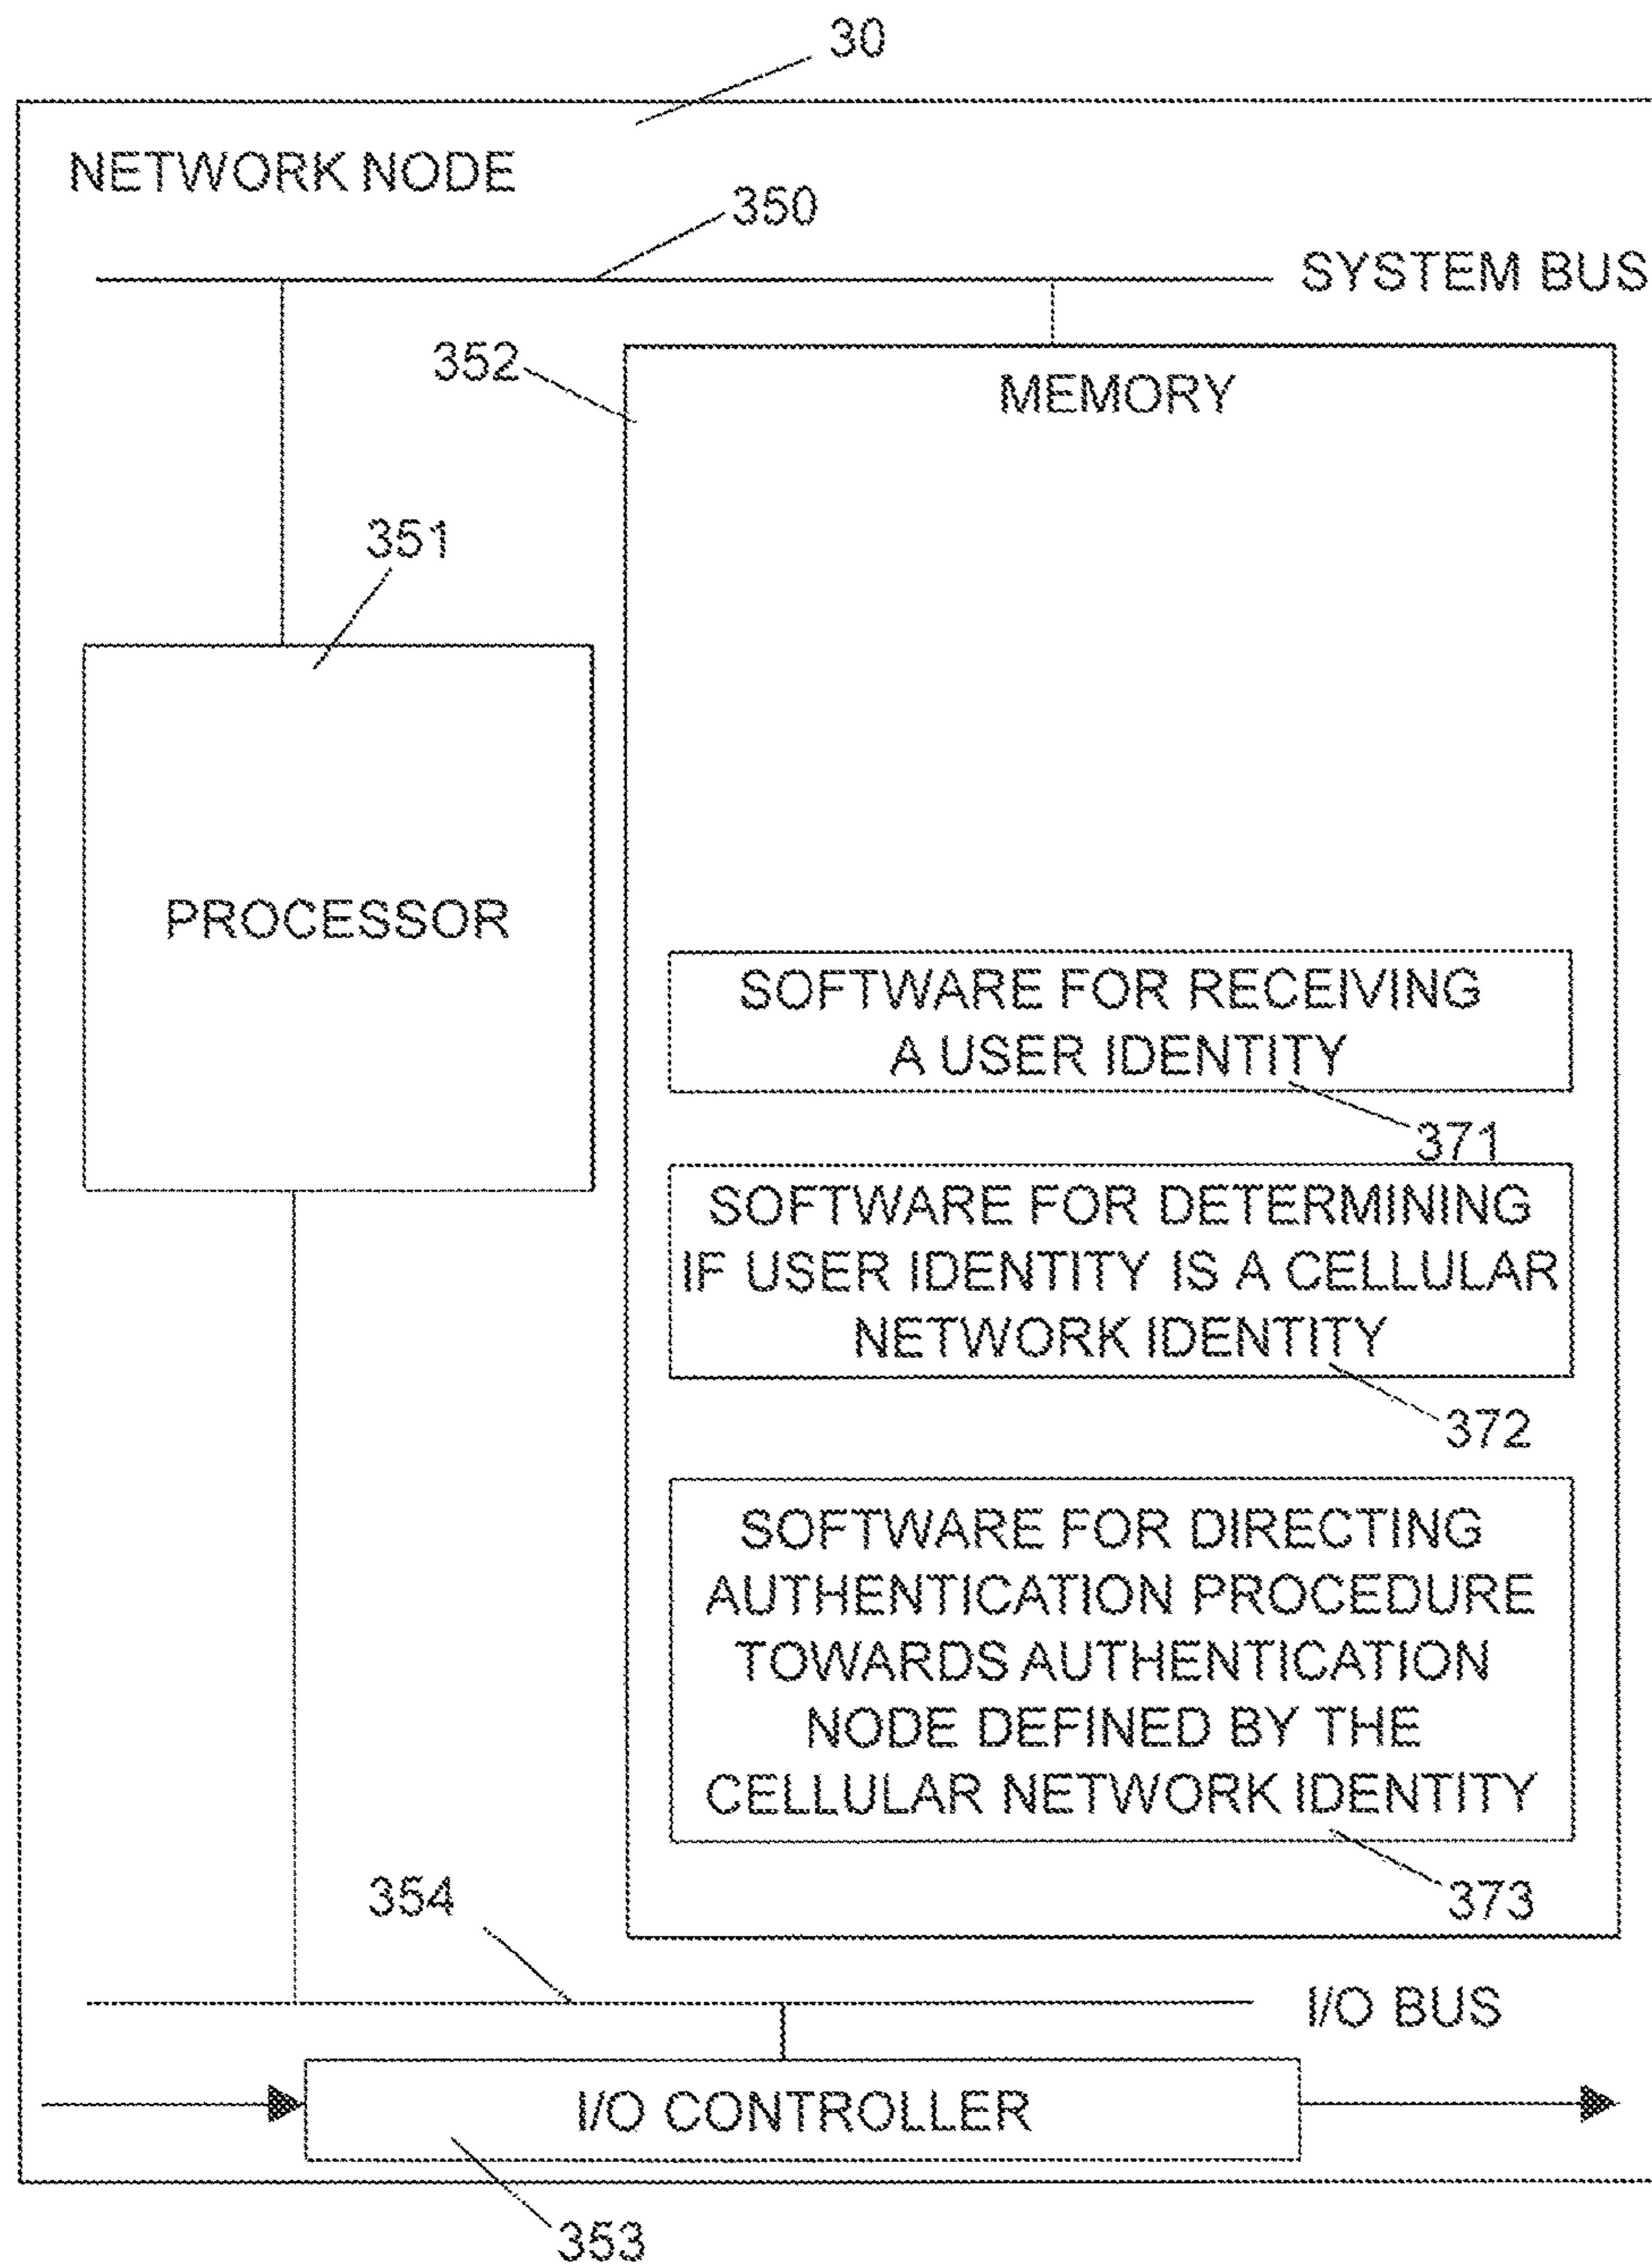 30
NETWORK NODE
350
SYSTEM BUS
352
MEMORY
351
PROCESSOR
SOFTWARE FOR RECEIVING
A USER IDENTITY
371
SOFTWARE FOR DETERMINING
IF USER IDENTITY IS A CELLULAR
NETWORK IDENTITY
372
SOFTWARE FOR DIRECTING
AUTHENTICATION PROCEDURE
TOWARDS AUTHENTICATION
NODE DEFINED BY THE
CELLULAR NETWORK IDENTITY
373
354
I/O BUS
I/O CONTROLLER
353